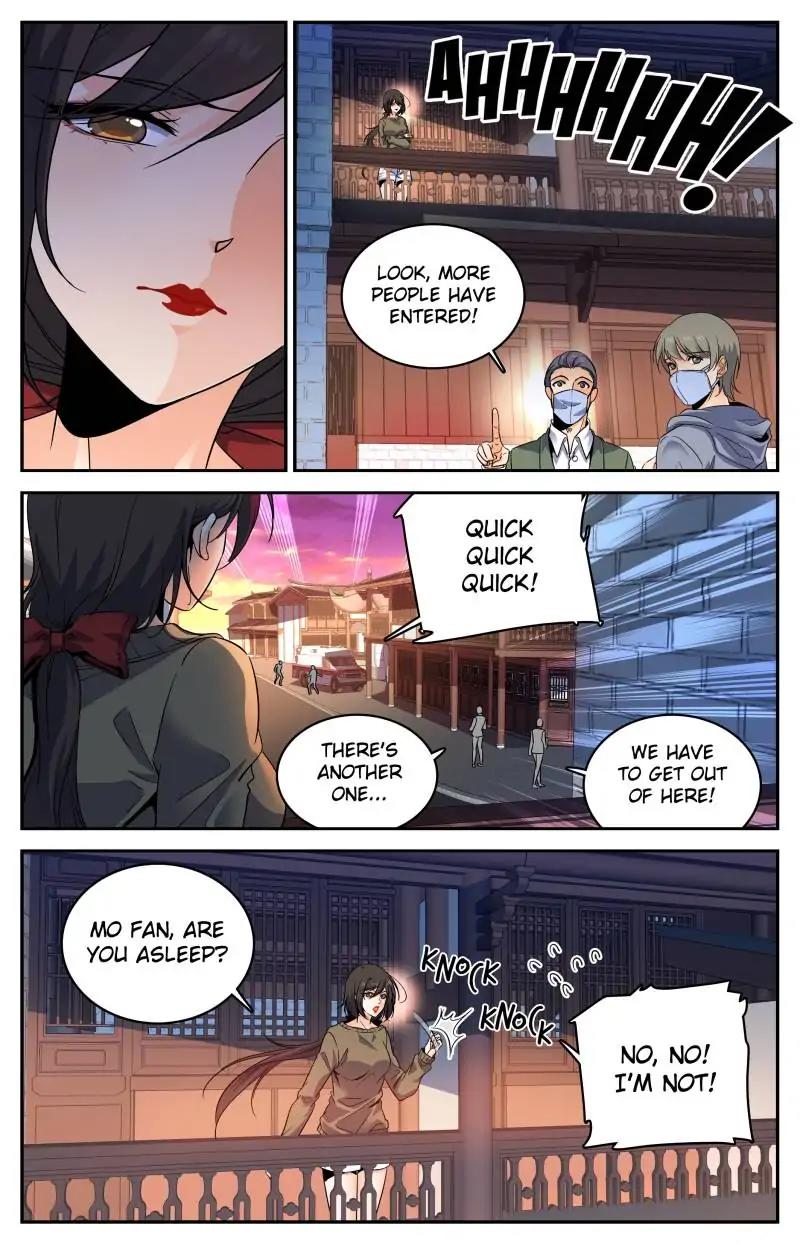 AHHHHHH!
LOOK, MORE
PEOPLE HAVE
ENTERED!
QUICK
QUICK
QUICK!
THERE'S
ANOTHER
ONE...
WE HAVE
TO GET OUT
OF HERE!
MO FAN, ARE
YOU ASLEEP?
KNOCK
KNOCK
NO, NO!
I'M NOT!